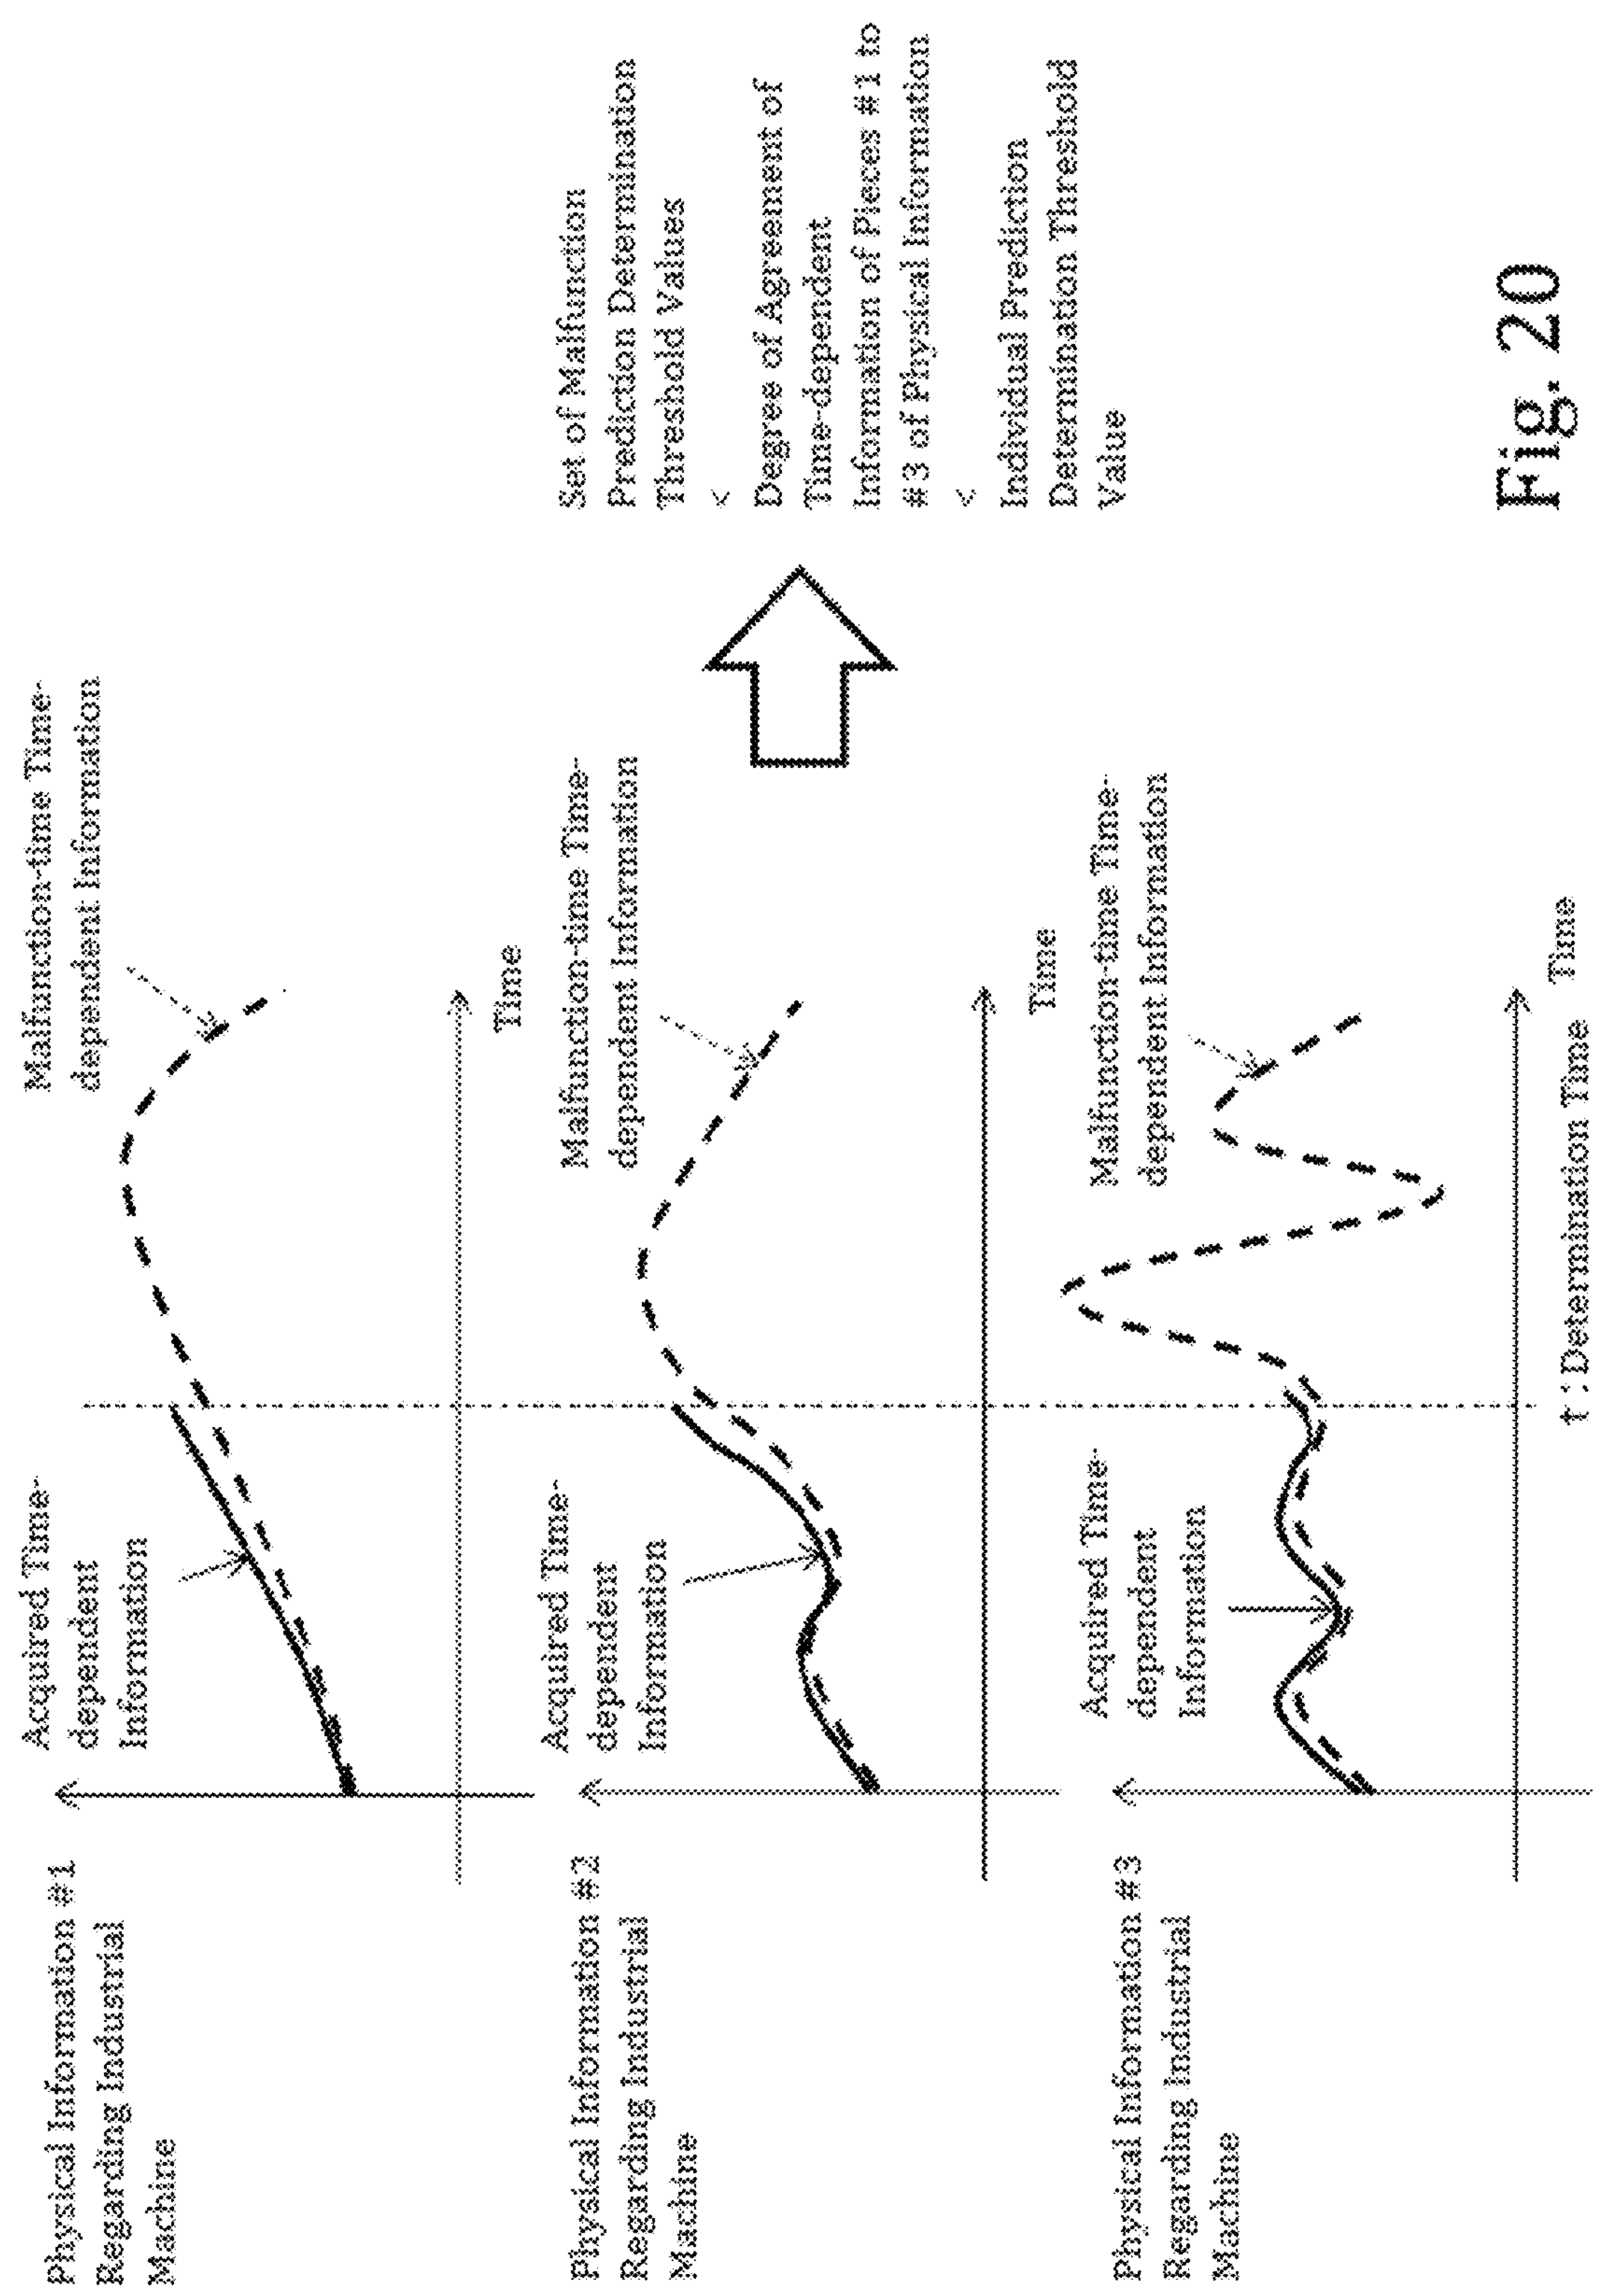 Physical Information #1
Regarding Industrial
Machine
Acquired Time-
dependent
Information
Malfunction-time Time-
dependent Information
Time
Physical Information #2
Regarding Industrial
Machine
Acquired Time-
dependent
Information
Malfunction-time Time-
dependent Information
Time
Physical Information #3
Regarding Industrial
Machine
Acquired Time-
dependent
Information
Malfunction-time Time-
dependent Information
Time
t : Determination Time
Set of Malfunction
Prediction Determination
Threshold Values
<
Degree of Agreement of
Time-dependent
Information of Pieces #1 to
#3 of Physical Information
<
Individual Prediction
Determination Threshold
Value
Fig. 20